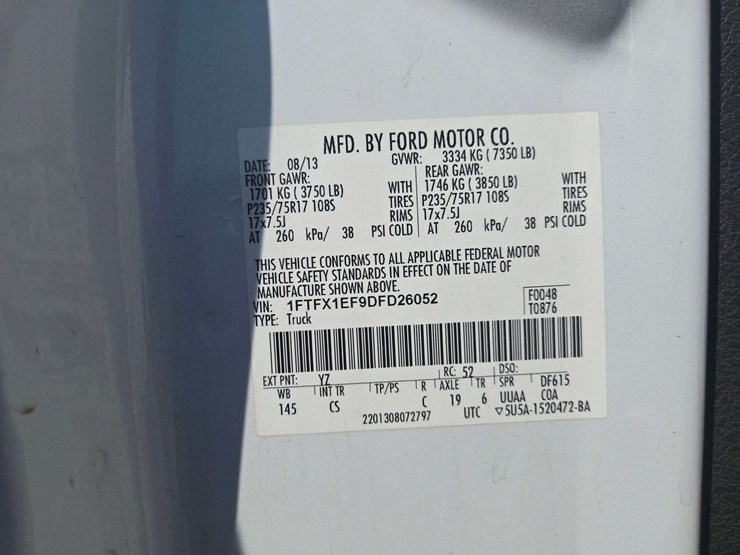 MFD. BY FORD MOTOR CO.
DATE: 08/13 GVWR: 3334 KG ( 7350 LB)
FRONT GAWR: REAR GAWR:
1701 KG ( 3750 LB) WITH 1746 KG ( 3850 LB) WITH
P235/75R17 108S TIRES P235/75R17 108S TIRES
17x7.5J RIMS 17x7.5J RIMS
AT 260 kPa/ 38 PSI COLD AT 260 kPa/ 38 PSI COLD
THIS VEHICLE CONFORMS TO ALL APPLICABLE FEDERAL MOTOR
VEHICLE SAFETY STANDARDS IN EFFECT ON THE DATE OF
MANUFACTURE SHOWN ABOVE.
VIN: 1FTFX1EF9DFD26052 F0048
TYPE: Truck T0876
EXT PNT: YZ RC: 52 DSO:
WB INT TR TP/PS R AXLE TR SPR DF615
145 CS C 19 6 UUAA COA
2201308072797 UTC ▽5U5A-1520472-BA